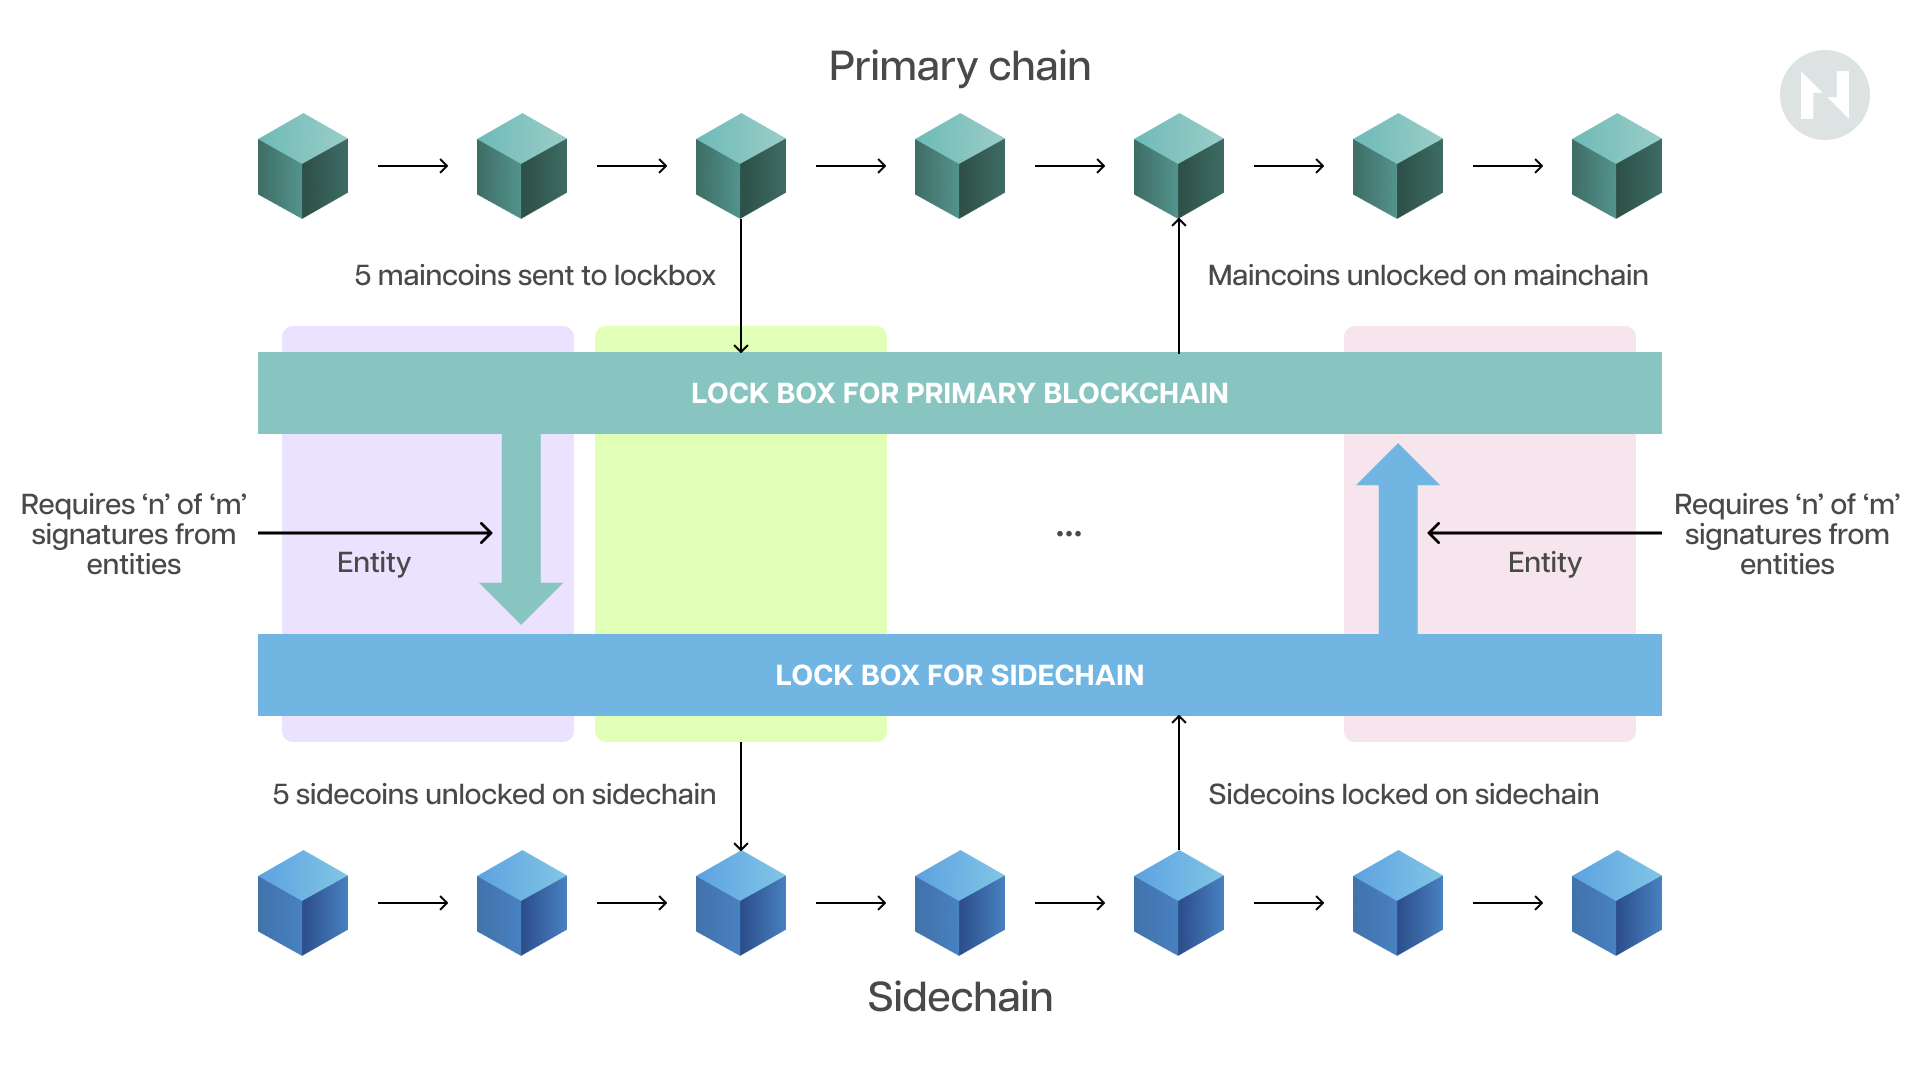 Primary chain
5 maincoins sent to lockbox
Maincoins unlocked on mainchain
LOCK BOX FOR PRIMARY BLOCKCHAIN
Requires ‘n’ of ‘m’
signatures from
entities
Entity
...
Entity
Requires ‘n’ of ‘m’
signatures from
entities
LOCK BOX FOR SIDECHAIN
5 sidecoins unlocked on sidechain
Sidecoins locked on sidechain
Sidechain